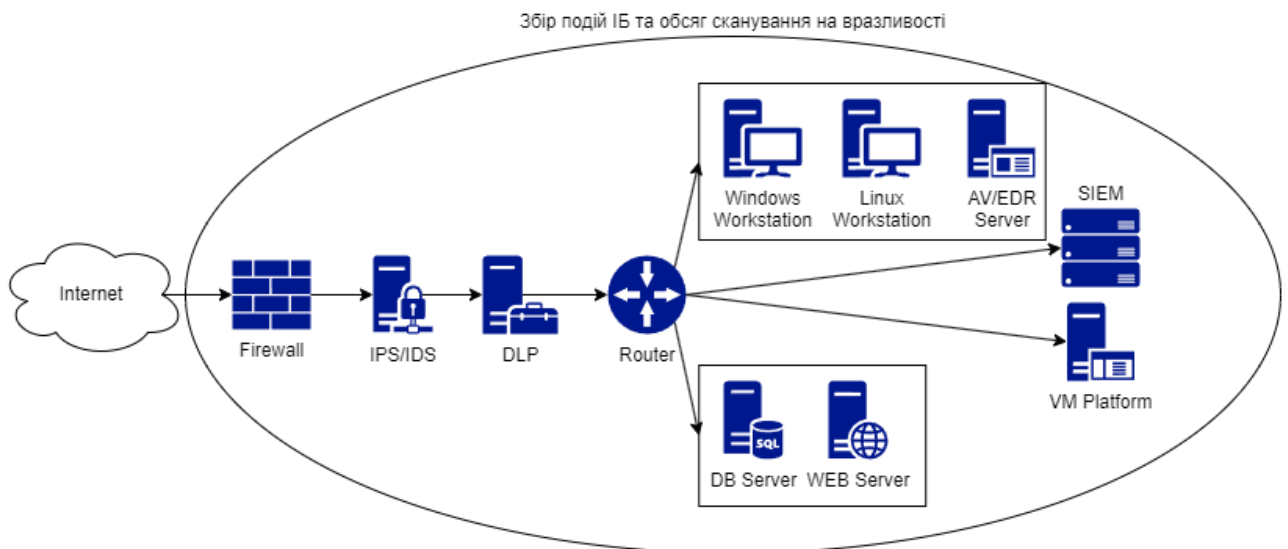 Збір подій ІБ та обсяг сканування на вразливості
Windows
Workstation
Linux
Workstation
AV/EDR
Server
SIEM
Internet
Firewall
IPS/IDS
DLP
Router
VM Platform
SQL
DB Server
WEB Server